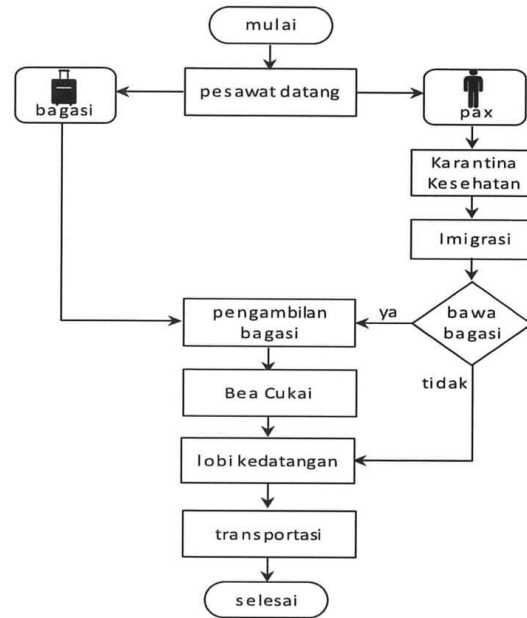 mulai
pesawat datang
bagasi
pax
Karantina
Kesehatan
Imigrasi
bawa
bagasi
ya
tidak
pengambilan
bagasi
Bea Cukai
lobi kedatangan
transportasi
selesai